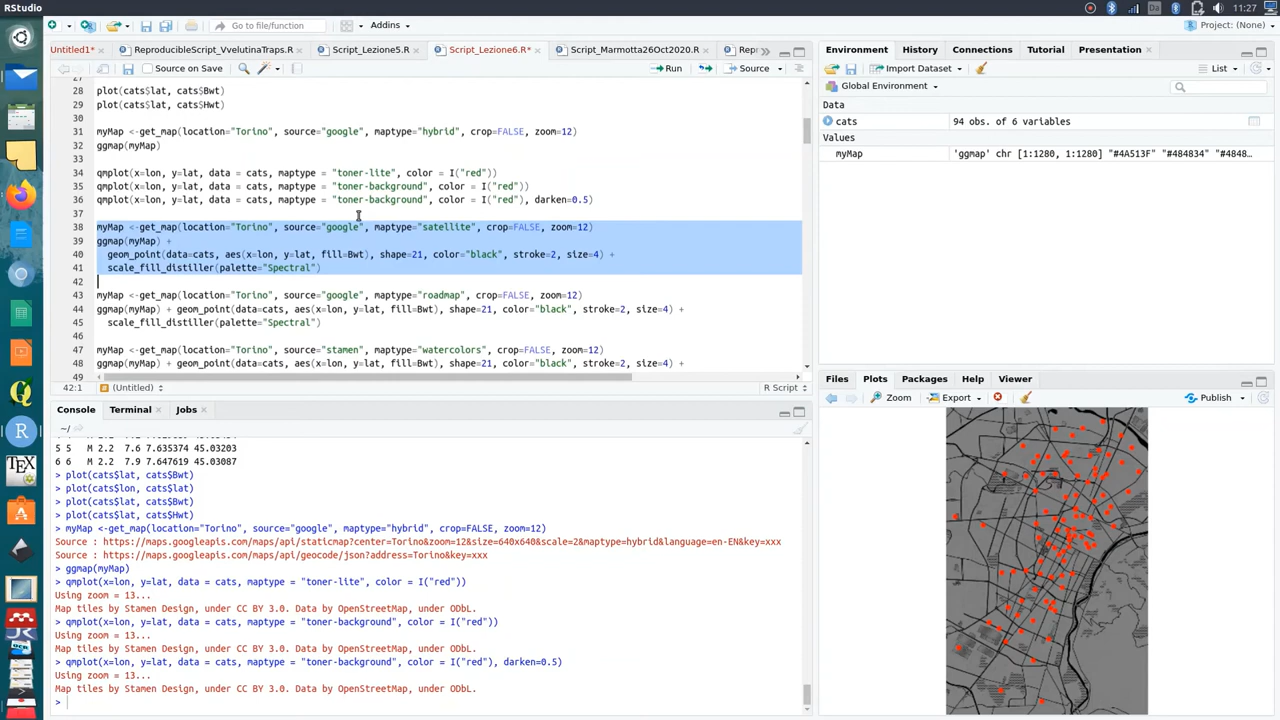 RStudio
Da
11:27
Go to file/function
Addins
Project: (None)
Untitled1*
ReproducibleScript_VvelutinaTraps.R
Script_Lezione5.R
Script_Lezione6.R*
Script_Marmotta26Oct2020.R
Source on Save
Run
Source
27
28 plot(cats$lat, cats$Bwt)
29 plot(cats$lat, cats$Hwt)
30
31 myMap <-get_map(location="Torino", source="google", maptype="hybrid", crop=FALSE, zoom=12)
32 ggmap(myMap)
33
34 qmplot(x=lon, y=lat, data = cats, maptype = "toner-lite", color = I("red"))
35 qmplot(x=lon, y=lat, data = cats, maptype = "toner-background", color = I("red"))
36 qmplot(x=lon, y=lat, data = cats, maptype = "toner-background", color = I("red"), darken=0.5)
37
38 myMap <-get_map(location="Torino", source="google", maptype="satellite", crop=FALSE, zoom=12)
39 ggmap(myMap) +
40 geom_point(data=cats, aes(x=lon, y=lat, fill=Bwt), shape=21, color="black", stroke=2, size=4) +
41 scale_fill_distiller(palette="Spectral")
42
43 myMap <-get_map(location="Torino", source="google", maptype="roadmap", crop=FALSE, zoom=12)
44 ggmap(myMap) + geom_point(data=cats, aes(x=lon, y=lat, fill=Bwt), shape=21, color="black", stroke=2, size=4) +
45 scale_fill_distiller(palette="Spectral")
46
47 myMap <-get_map(location="Torino", source="stamen", maptype="watercolors", crop=FALSE, zoom=12)
48 ggmap(myMap) + geom_point(data=cats, aes(x=lon, y=lat, fill=Bwt), shape=21, color="black", stroke=2, size=4) +
49
42:1 (Untitled) R Script
Console Terminal Jobs
~/
5 5 M 2.2 7.6 7.635374 45.03203
6 6 M 2.2 7.9 7.647619 45.03087
> plot(cats$lat, cats$Bwt)
> plot(cats$lon, cats$lat)
> plot(cats$lat, cats$Bwt)
> plot(cats$lat, cats$Hwt)
> myMap <-get_map(location="Torino", source="google", maptype="hybrid", crop=FALSE, zoom=12)
Source : https://maps.googleapis.com/maps/api/staticmap?center=Torino&zoom=12&size=640x640&scale=2&maptype=hybrid&language=en-EN&key=xxx
Source : https://maps.googleapis.com/maps/api/geocode/json?address=Torino&key=xxx
> ggmap(myMap)
> qmplot(x=lon, y=lat, data = cats, maptype = "toner-lite", color = I("red"))
Using zoom = 13...
Map tiles by Stamen Design, under CC BY 3.0. Data by OpenStreetMap, under ODbL.
> qmplot(x=lon, y=lat, data = cats, maptype = "toner-background", color = I("red"))
Using zoom = 13...
Map tiles by Stamen Design, under CC BY 3.0. Data by OpenStreetMap, under ODbL.
> qmplot(x=lon, y=lat, data = cats, maptype = "toner-background", color = I("red"), darken=0.5)
Using zoom = 13...
Map tiles by Stamen Design, under CC BY 3.0. Data by OpenStreetMap, under ODbL.
>
Environment History Connections Tutorial Presentation
Import Dataset List
Global Environment
Data
cats 94 obs. of 6 variables
Values
myMap 'ggmap' chr [1:1280, 1:1280] "#4A513F" "#484834" "#4848…
Files Plots Packages Help Viewer
Zoom Export Publish